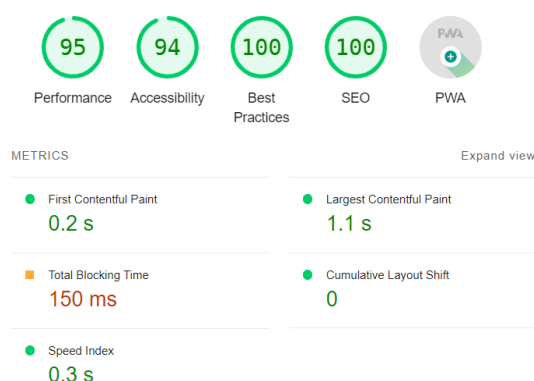 95 94 100 100 PWA
Performance Accessibility Best Practices SEO PWA
METRICS Expand view
First Contentful Paint Largest Contentful Paint
0.2 s 1.1 s
Total Blocking Time Cumulative Layout Shift
150 ms 0
Speed Index
0.3 s